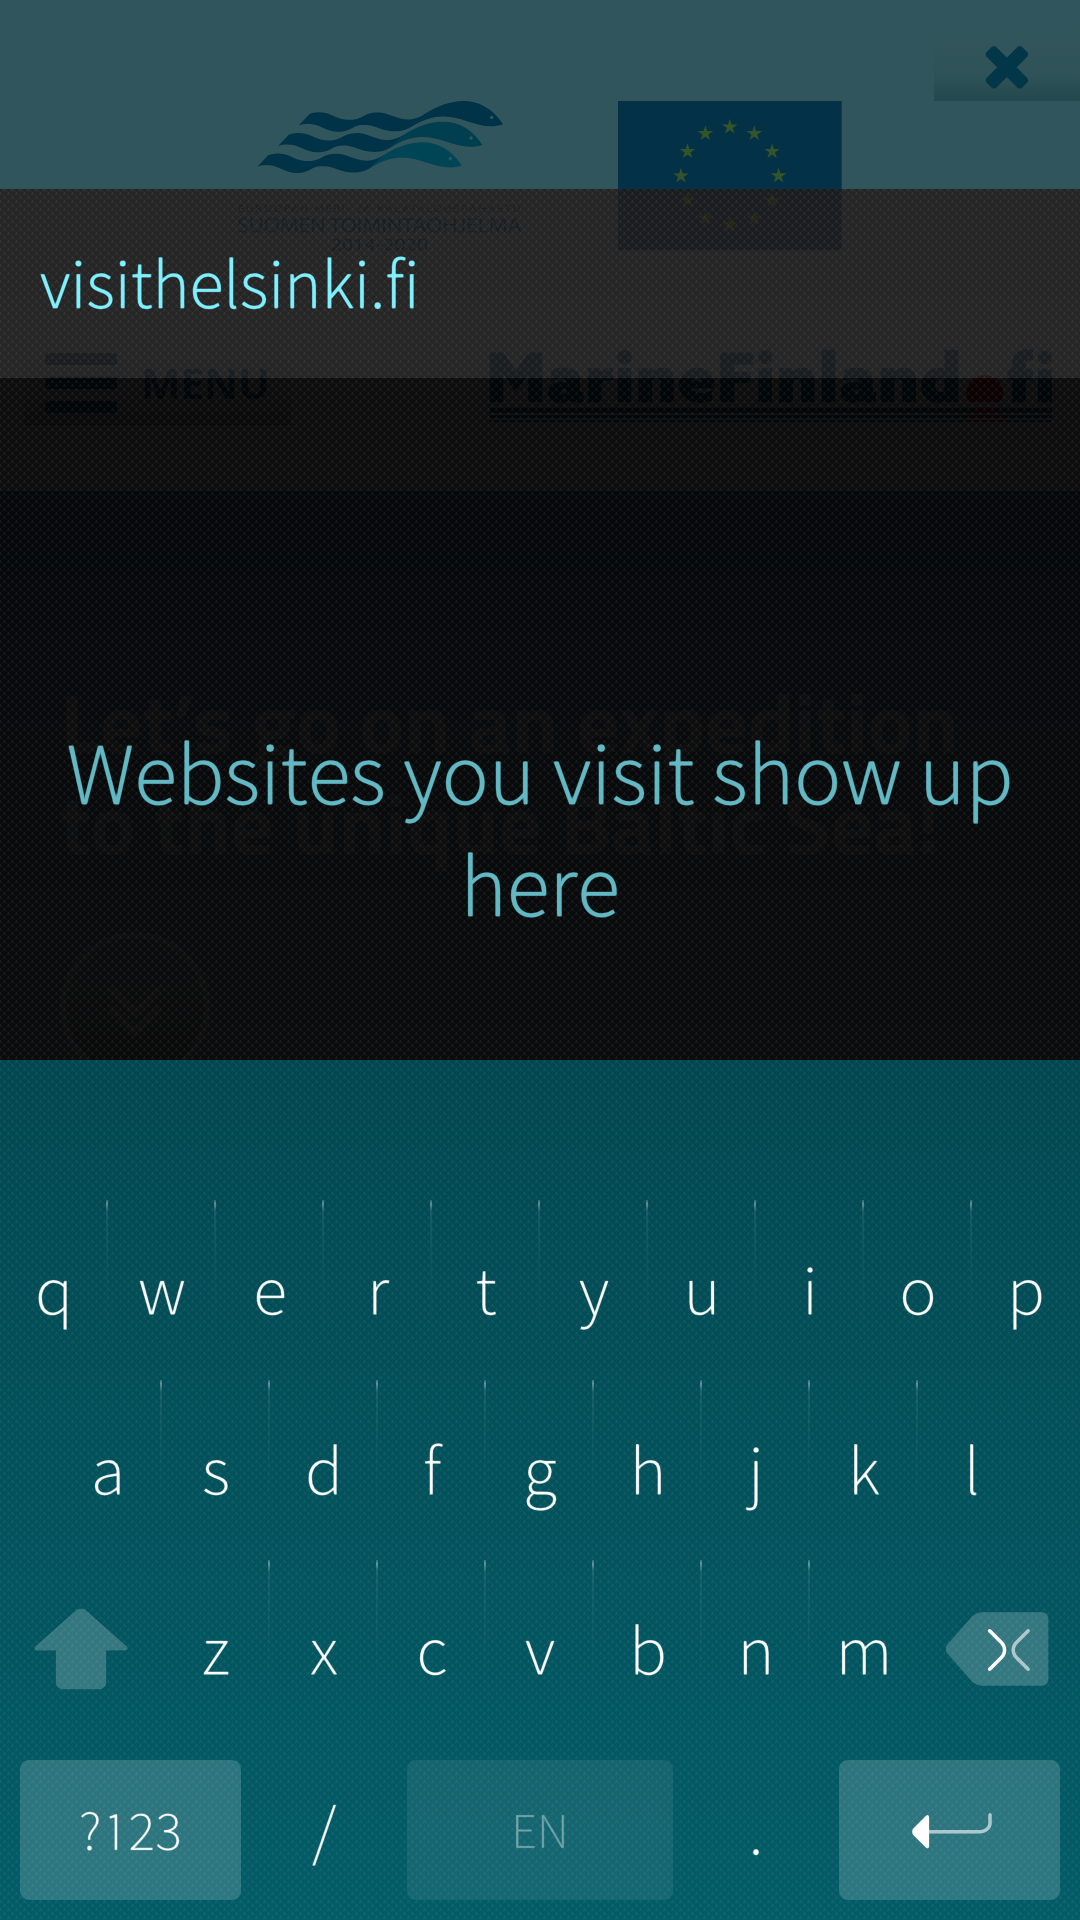 SUOMEN TOIMINTAOHJELMA
2014-2020
visithelsinki.fi
MENU
MarineFinland.fi
Let's go on an expedition
to the unique Baltic Sea!
Websites you visit show up
here
q w e r t y u i o p
a s d f g h j k l
z x c v b n m
?123 / EN .